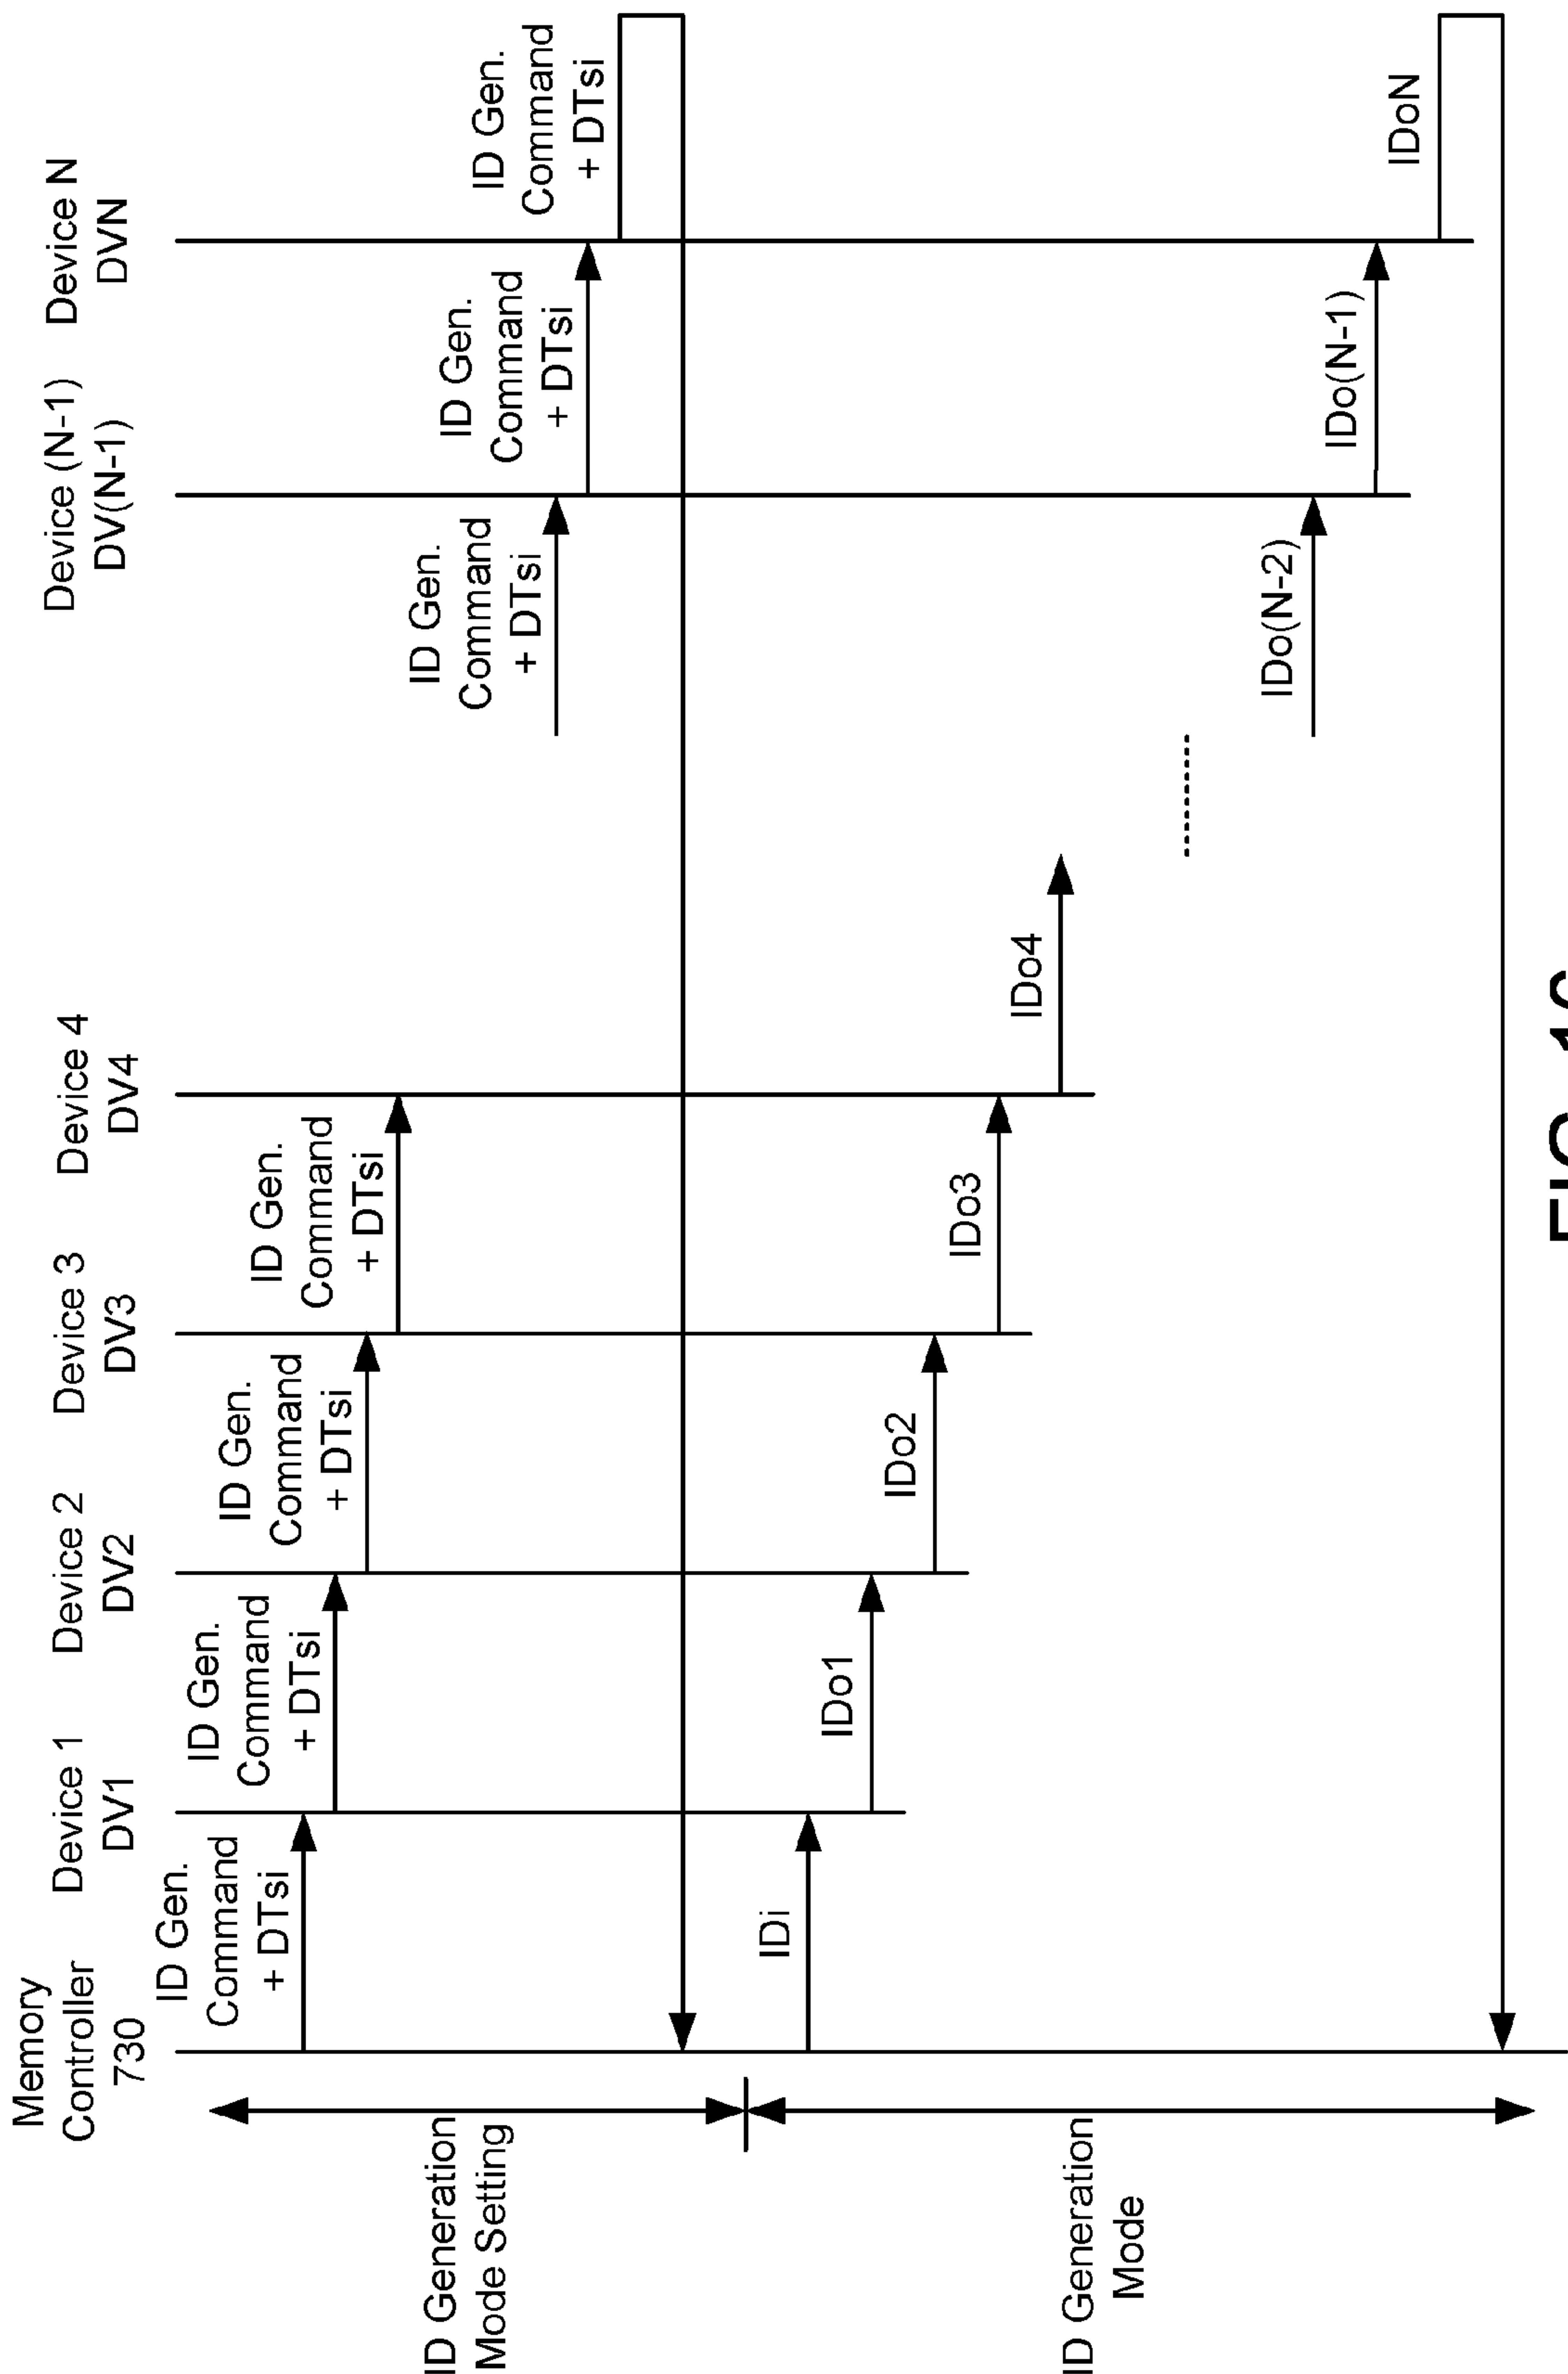 Memory
Controller
730
Device 1
DV1
Device 2
DV2
Device 3
DV3
Device 4
DV4
Device (N-1)
DV(N-1)
Device N
DVN
ID Generation
Mode Setting
ID Gen.
Command
+ DTsi
ID Gen.
Command
+ DTsi
ID Gen.
Command
+ DTsi
ID Gen.
Command
+ DTsi
ID Gen.
Command
+ DTsi
ID Gen.
Command
+ DTsi
ID Gen.
Command
+ DTsi
ID Generation
Mode
IDi
IDo1
IDo2
IDo3
IDo4
IDo(N-2)
IDo(N-1)
IDoN